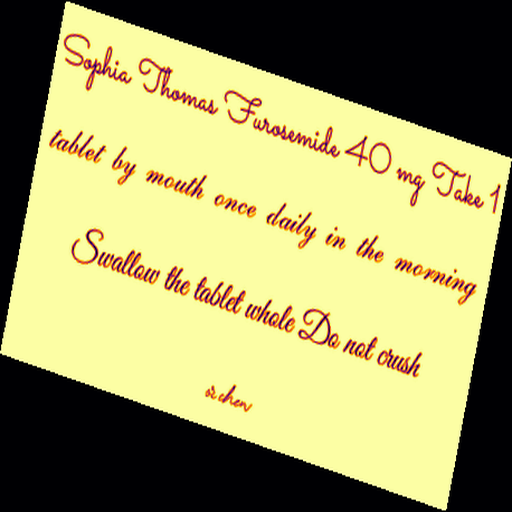 Sophia Thomas Furosemide 40 mg Take 1
tablet by mouth once daily in the morning
Swallow the tablet whole Do not crush
or chew